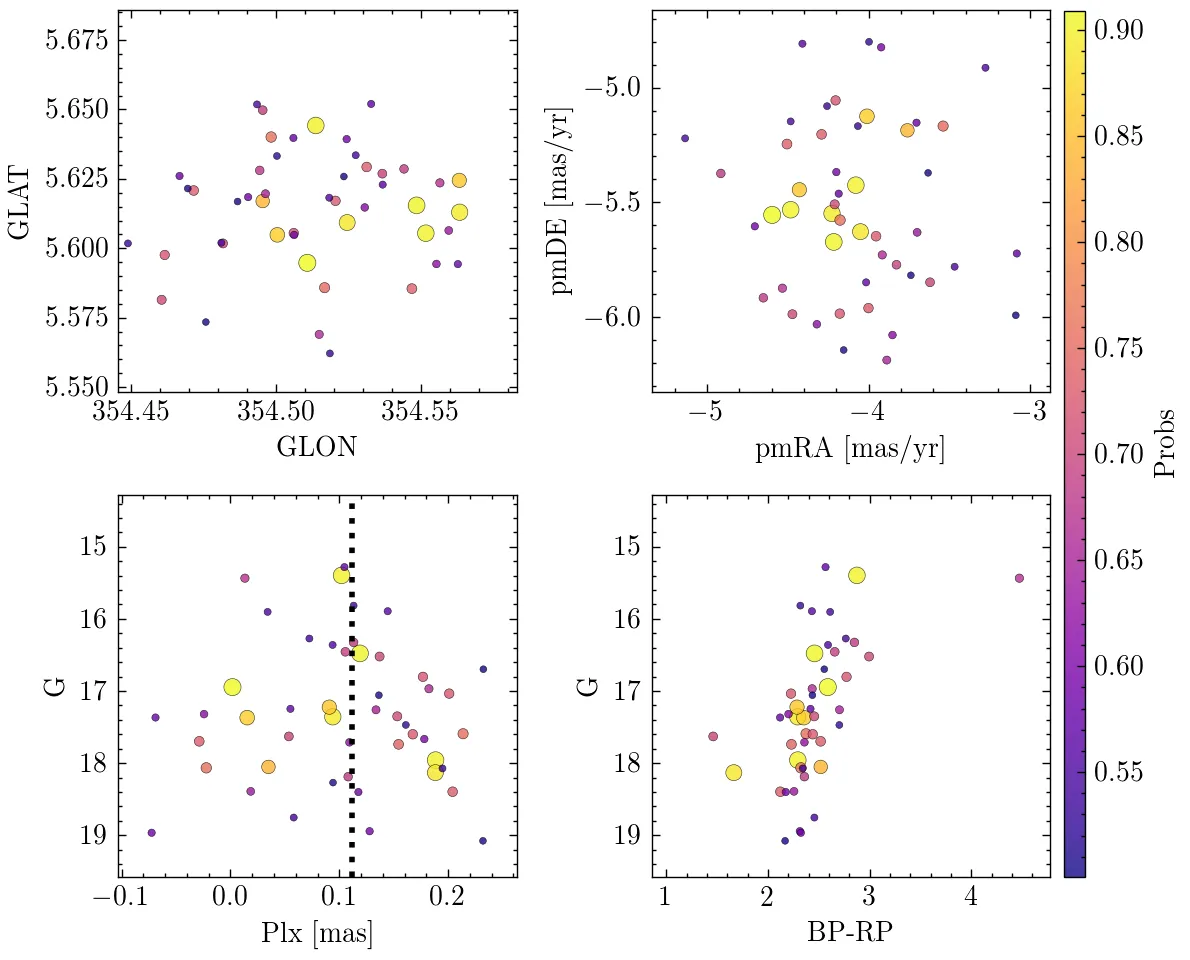 5.675
5.650
5.625
5.600
5.575
5.550
GLAT
354.45 354.50 354.55
GLON
−5.0
−5.5
−6.0
pmDE [mas/yr]
−5 −4 −3
pmRA [mas/yr]
15
16
17
18
19
G
−0.1 0.0 0.1 0.2
Plx [mas]
15
16
17
18
19
G
1 2 3 4
BP-RP
0.90
0.85
0.80
0.75
0.70
0.65
0.60
0.55
Probs